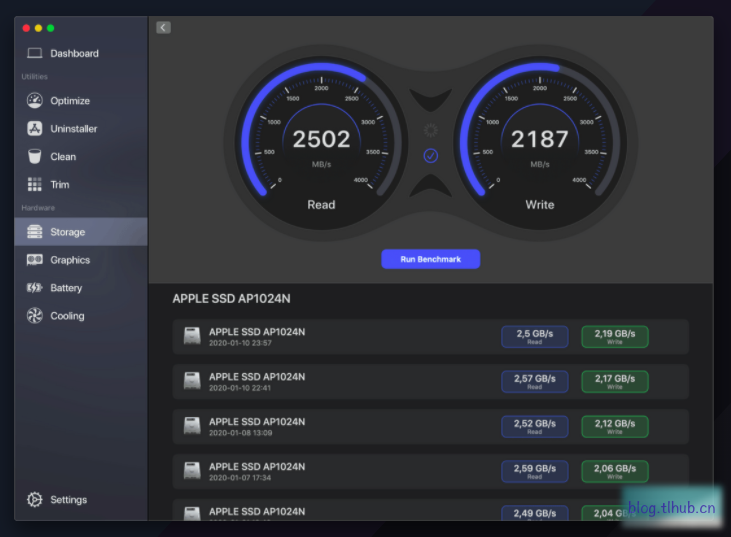 Dashboard
Utilities
Optimize
Uninstaller
Clean
Trim
Hardware
Storage
Graphics
Battery
Cooling
Settings
0
500
1000
1500
2000
2500
3000
3500
4000
2502
MB/s
Read
0
500
1000
1500
2000
2500
3000
3500
4000
2187
MB/s
Write
Run Benchmark
APPLE SSD AP1024N
APPLE SSD AP1024N
2020-01-10 23:57
2,5 GB/s
Read
2,19 GB/s
Write
APPLE SSD AP1024N
2020-01-10 22:41
2,57 GB/s
Read
2,17 GB/s
Write
APPLE SSD AP1024N
2020-01-08 13:09
2,52 GB/s
Read
2,12 GB/s
Write
APPLE SSD AP1024N
2020-01-07 17:34
2,59 GB/s
Read
2,06 GB/s
Write
APPLE SSD AP1024N
2,49 GB/s
2,04 G
blog.tlhub.cn